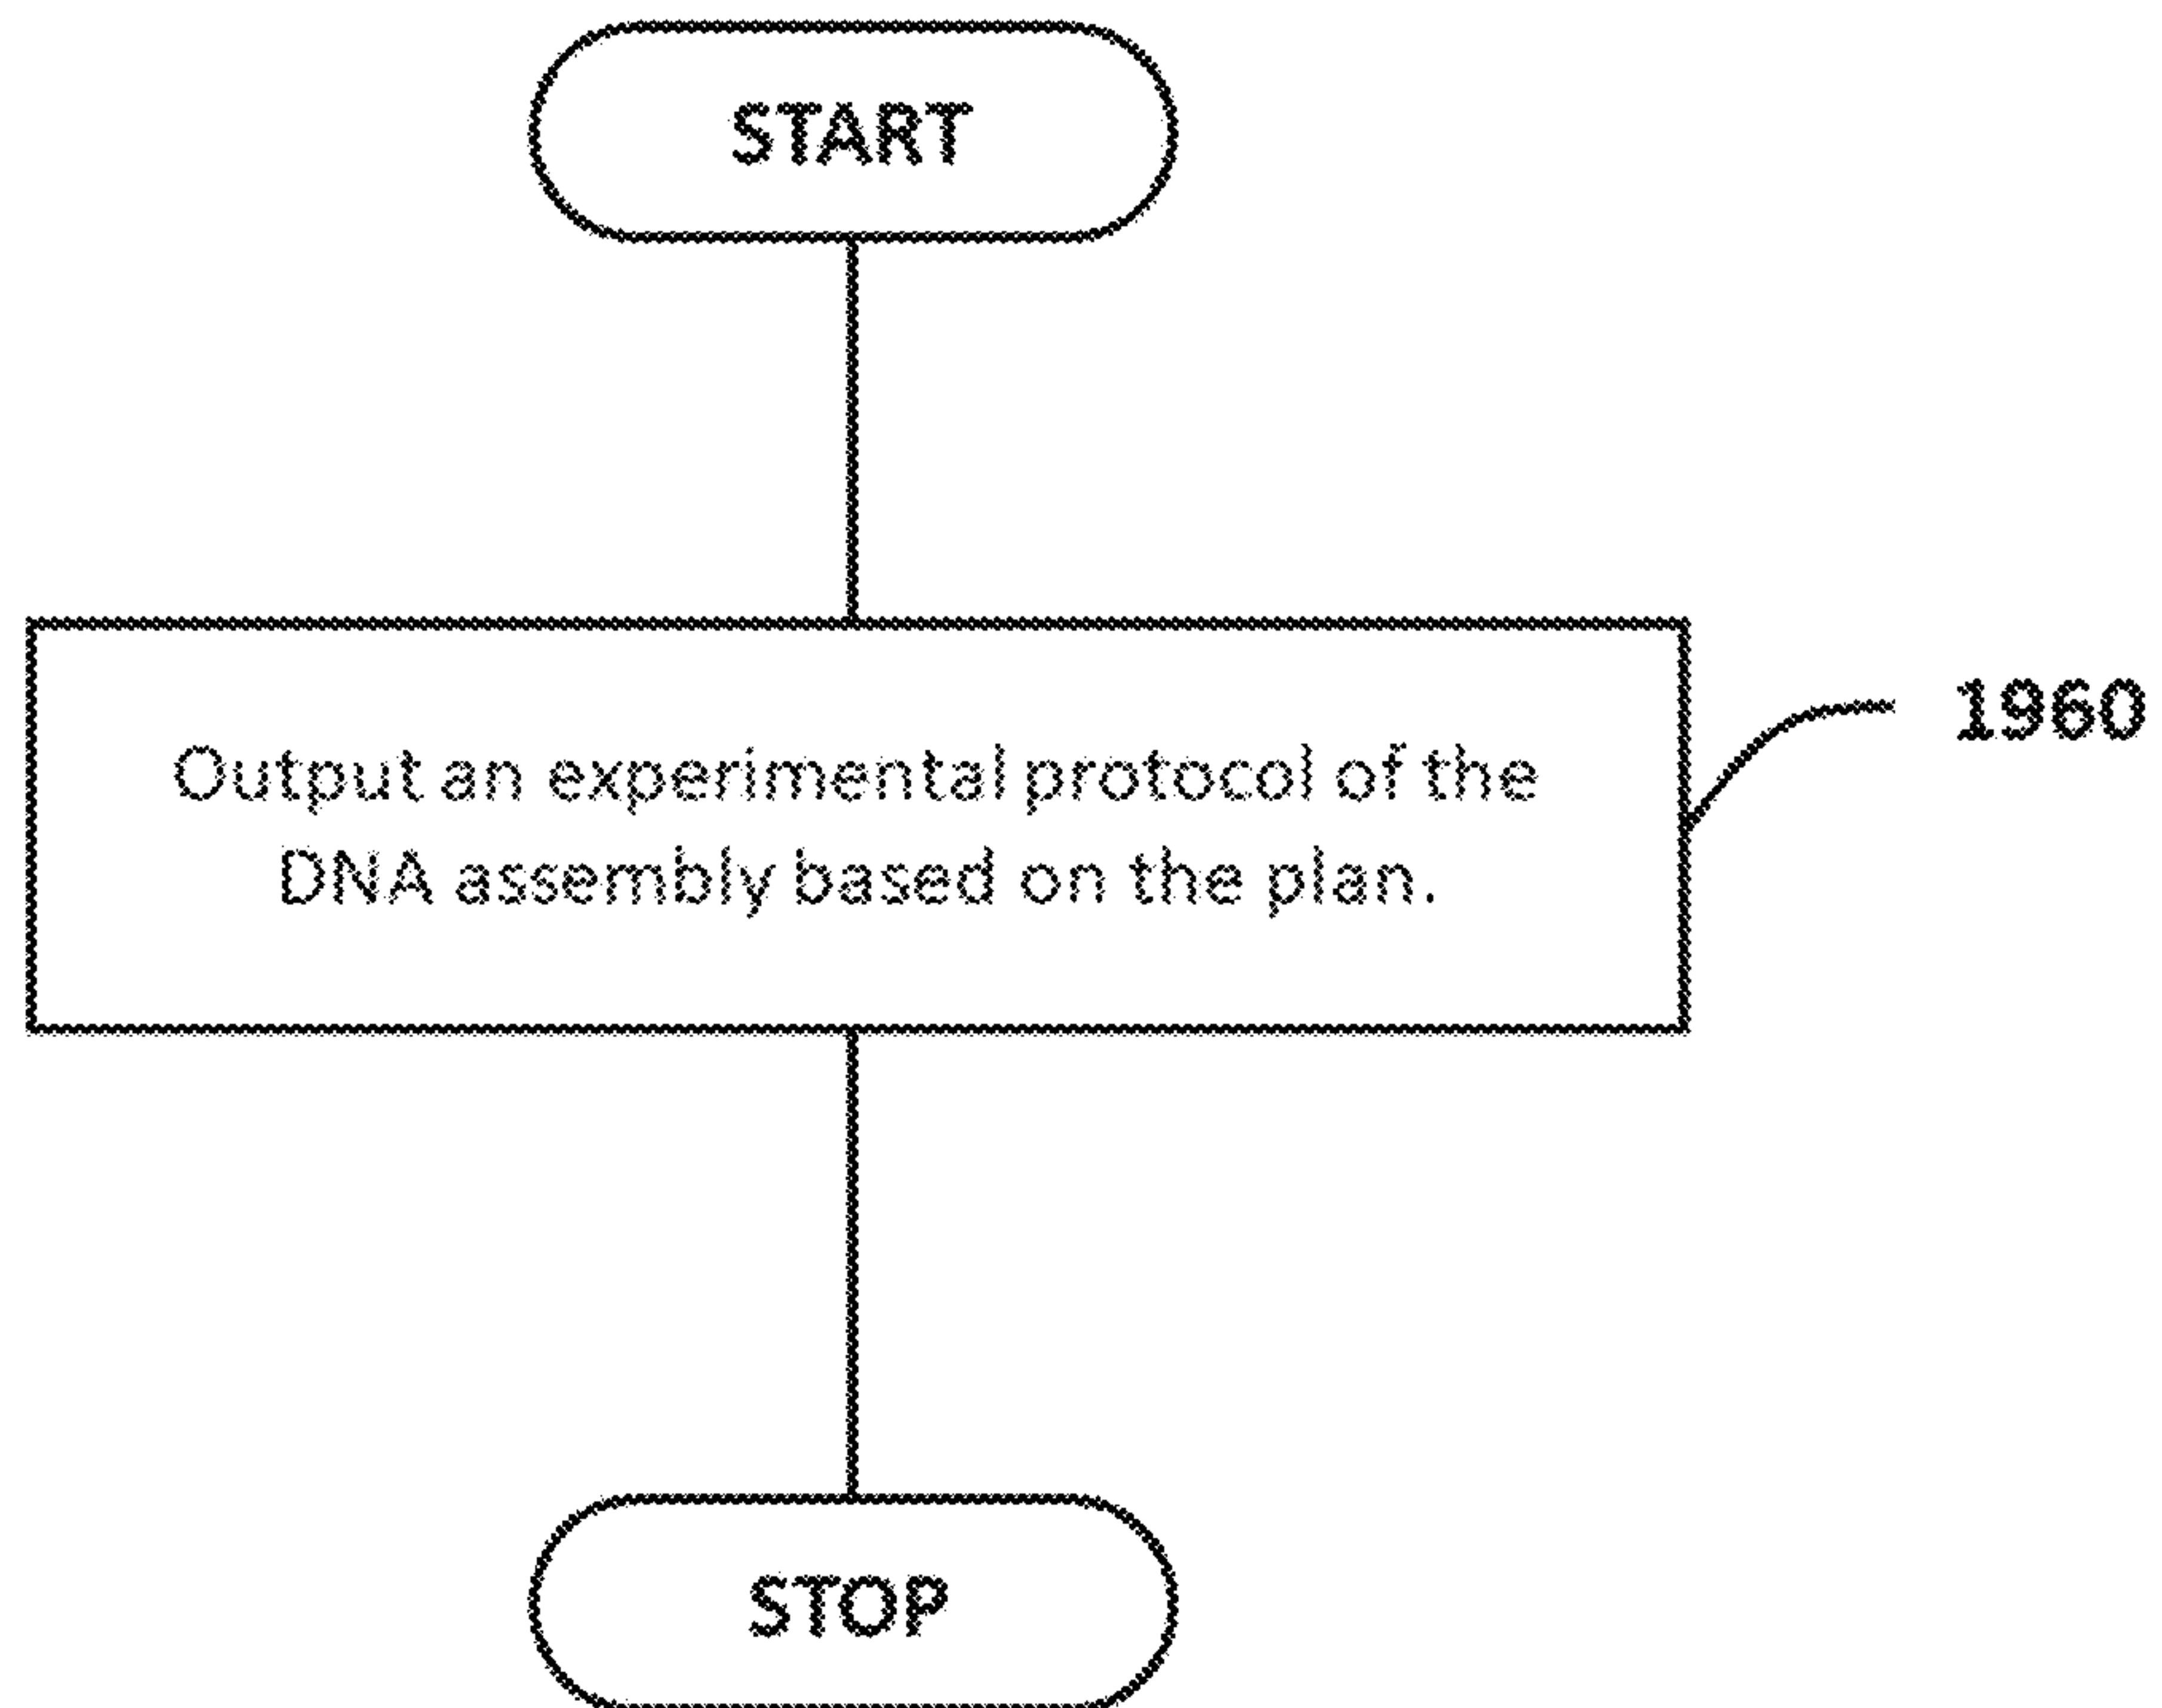 START
1960
Output an experimental protocol of the
DNA assembly based on the plan.
STOP